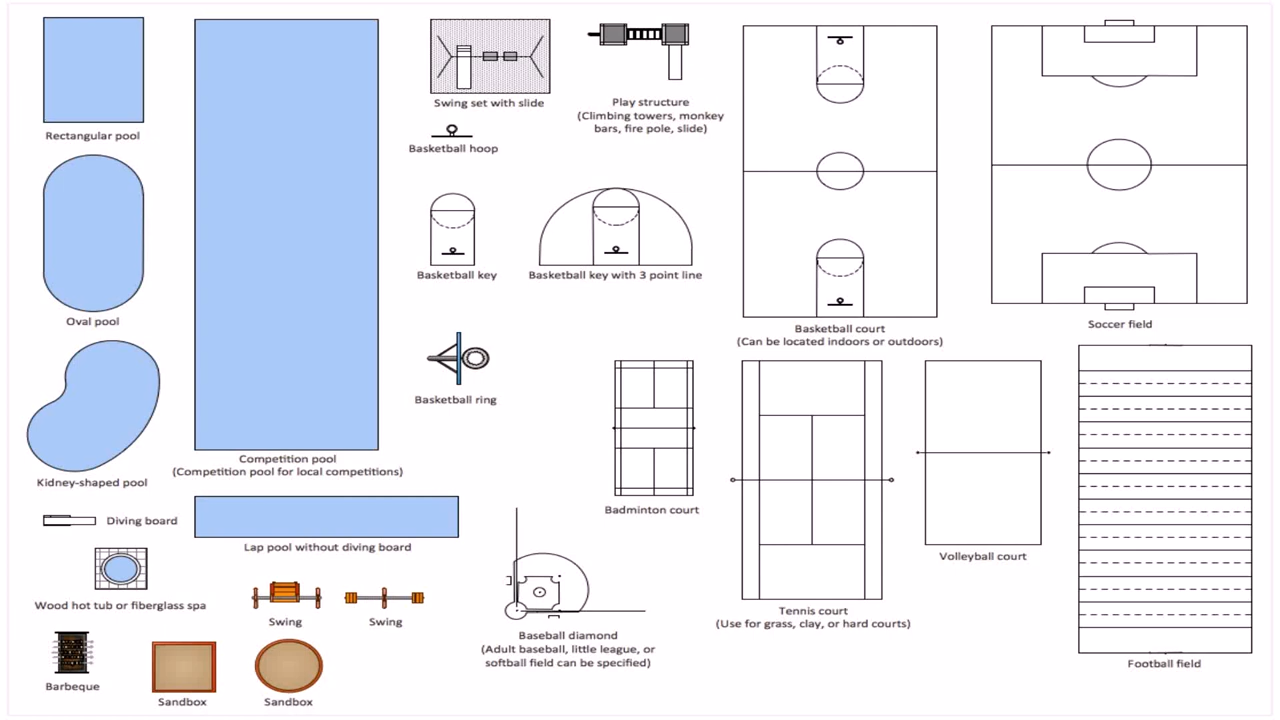 Rectangular pool
Oval pool
Kidney-shaped pool
Diving board
Wood hot tub or fiberglass spa
Barbeque
Sandbox
Sandbox
Swing
Swing
Competition pool
(Competition pool for local competitions)
Lap pool without diving board
Swing set with slide
Play structure
(Climbing towers, monkey
bars, fire pole, slide)
Basketball hoop
Basketball key
Basketball key with 3 point line
Basketball ring
Basketball court
(Can be located indoors or outdoors)
Soccer field
Badminton court
Tennis court
(Use for grass, clay, or hard courts)
Volleyball court
Football field
Baseball diamond
(Adult baseball, little league, or
softball field can be specified)